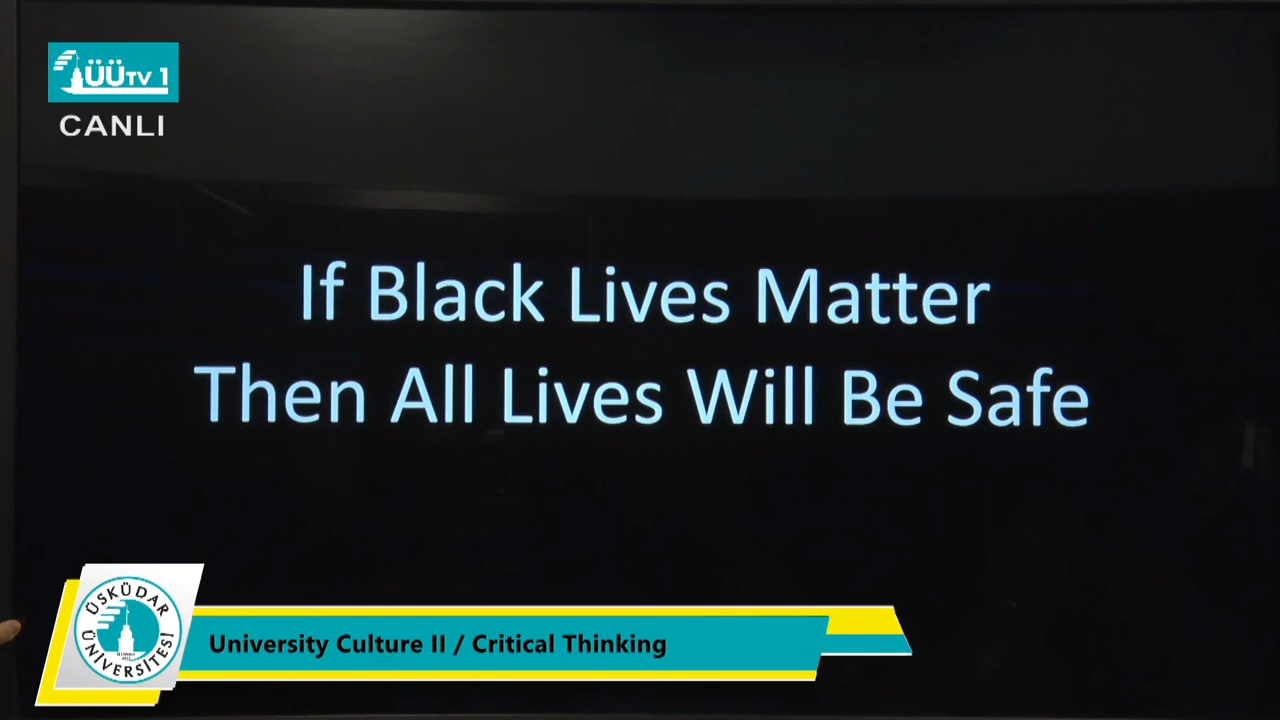 ÜÜTV 1
CANLI
If Black Lives Matter
Then All Lives Will Be Safe
ÜSKÜDAR
ÜNİVERSİTESİ
University Culture II / Critical Thinking